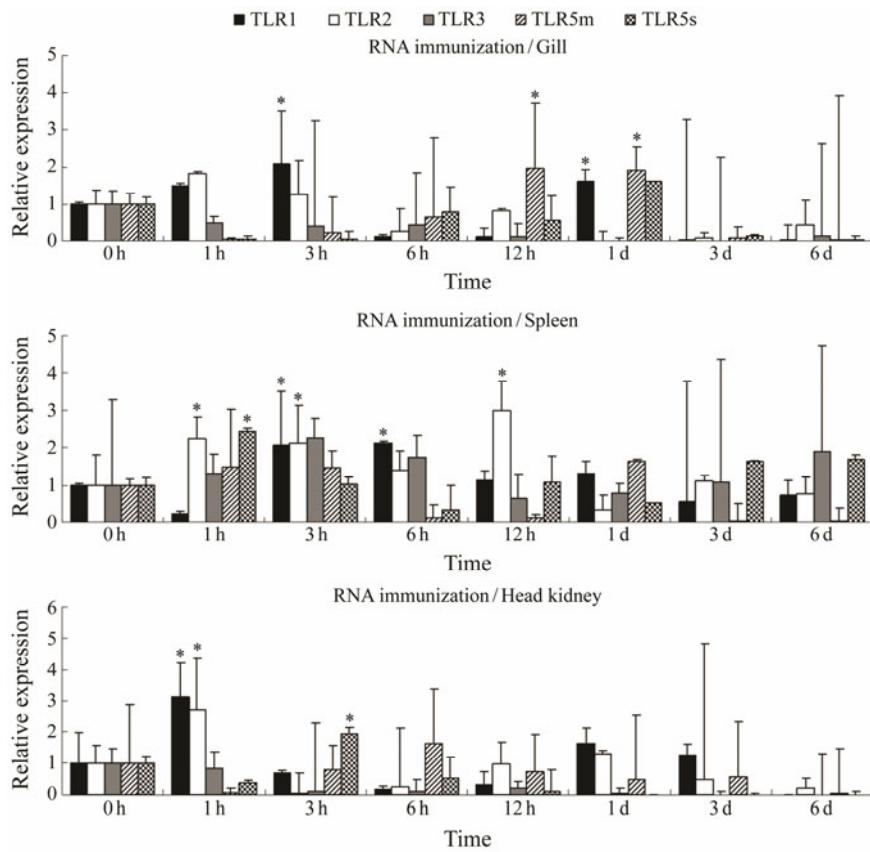 TLR1 TLR2 TLR3 TLR5m TLR5s
RNA immunization / Gill
Relative expression
5
4
3
2
1
0
* * * *
0 h 1 h 3 h 6 h 12 h 1 d 3 d 6 d
Time
RNA immunization / Spleen
Relative expression
5
4
3
2
1
0
* * * * * *
0 h 1 h 3 h 6 h 12 h 1 d 3 d 6 d
Time
RNA immunization / Head kidney
Relative expression
6
5
4
3
2
1
0
* * *
0 h 1 h 3 h 6 h 12 h 1 d 3 d 6 d
Time